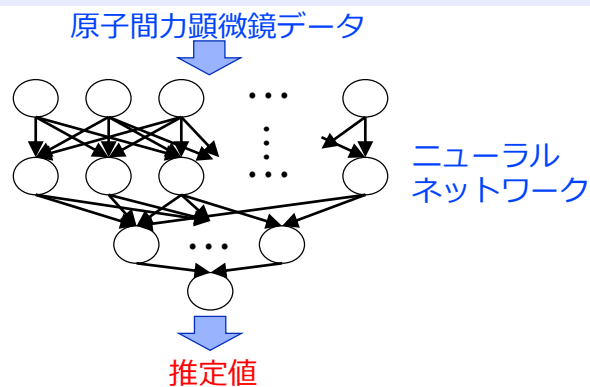 原子間力顕微鏡データ
ニューラル
ネットワーク
推定値